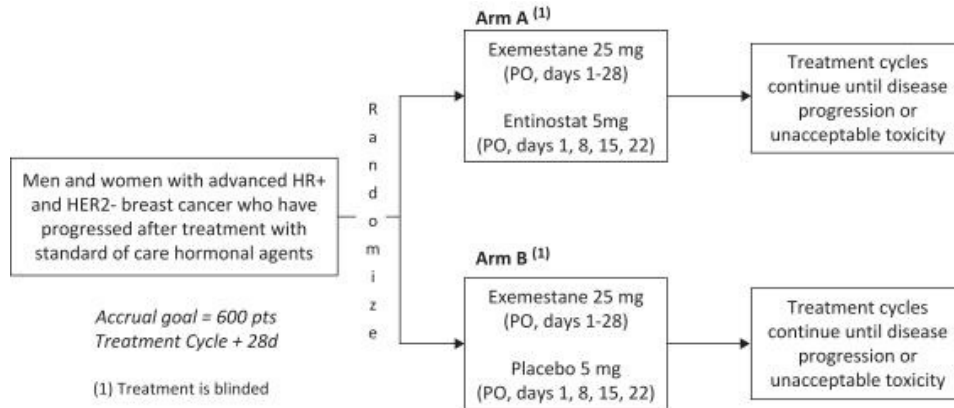 Arm A (1)
Exemestane 25 mg
(PO, days 1-28)
Entinostat 5mg
(PO, days 1, 8, 15, 22)
Treatment cycles
continue until disease
progression or
unacceptable toxicity
Randomize
Men and women with advanced HR+
and HER2- breast cancer who have
progressed after treatment with
standard of care hormonal agents
Accrual goal = 600 pts
Treatment Cycle + 28d
(1) Treatment is blinded
Arm B (1)
Exemestane 25 mg
(PO, days 1-28)
Placebo 5 mg
(PO, days 1, 8, 15, 22)
Treatment cycles
continue until disease
progression or
unacceptable toxicity